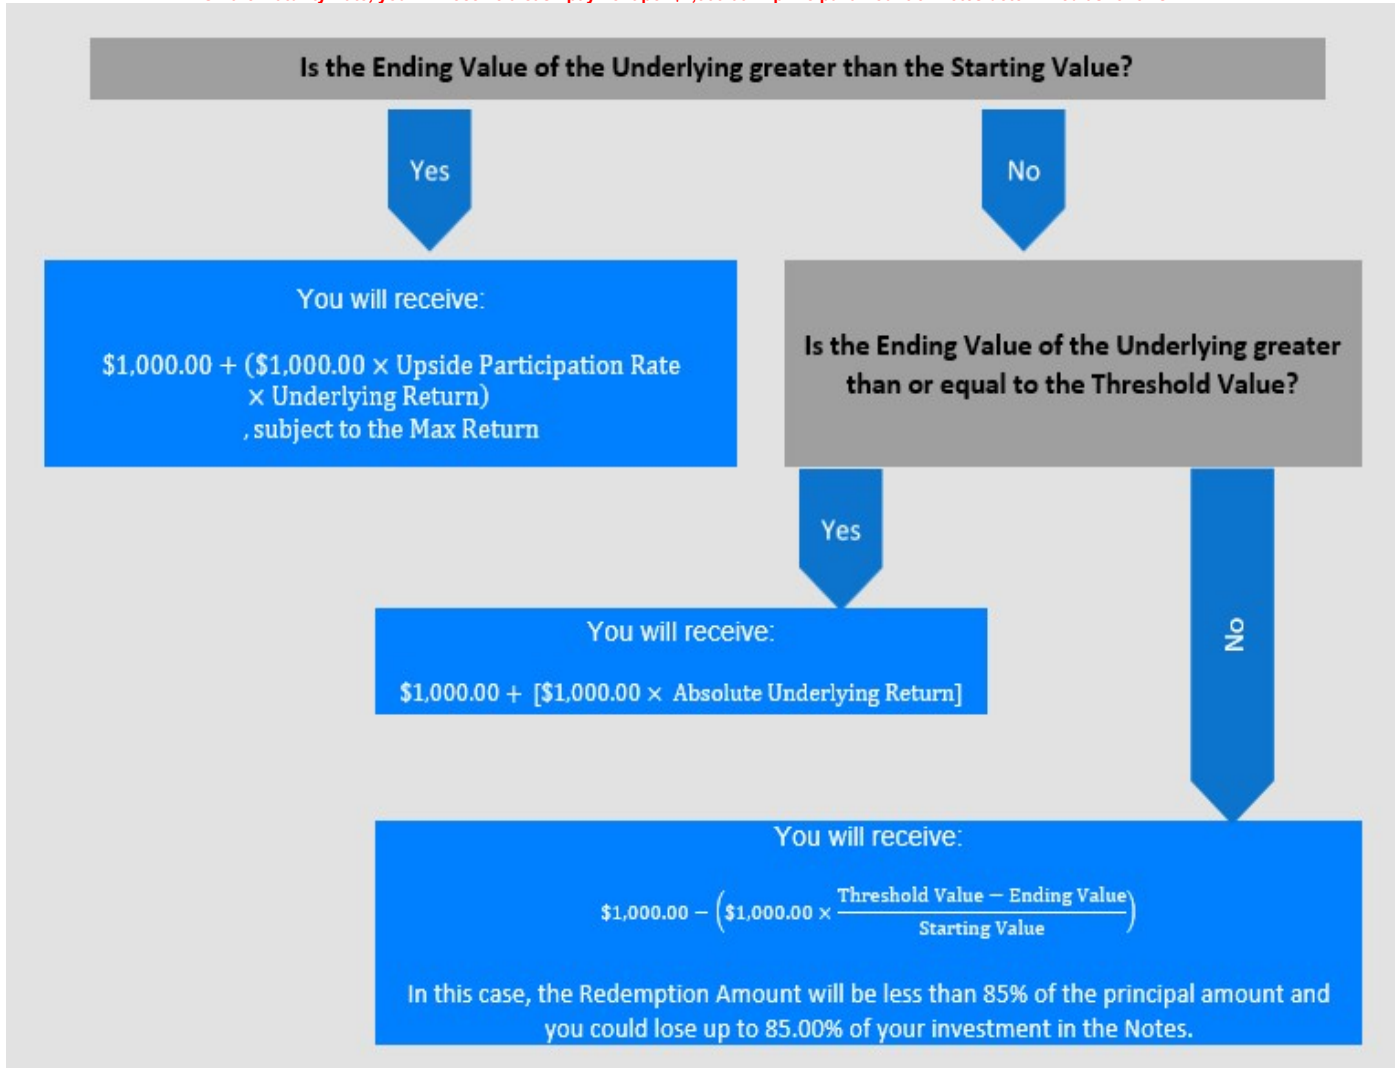 Is the Ending Value of the Underlying greater than the Starting Value?
Yes
No
You will receive:
$1,000.00 + ($1,000.00 × Upside Participation Rate
× Underlying Return)
, subject to the Max Return
Is the Ending Value of the Underlying greater
than or equal to the Threshold Value?
Yes
No
You will receive:
$1,000.00 + [$1,000.00 × Absolute Underlying Return]
You will receive:
$1,000.00 − ($1,000.00 × (Threshold Value − Ending Value) / Starting Value)
In this case, the Redemption Amount will be less than 85% of the principal amount and
you could lose up to 85.00% of your investment in the Notes.